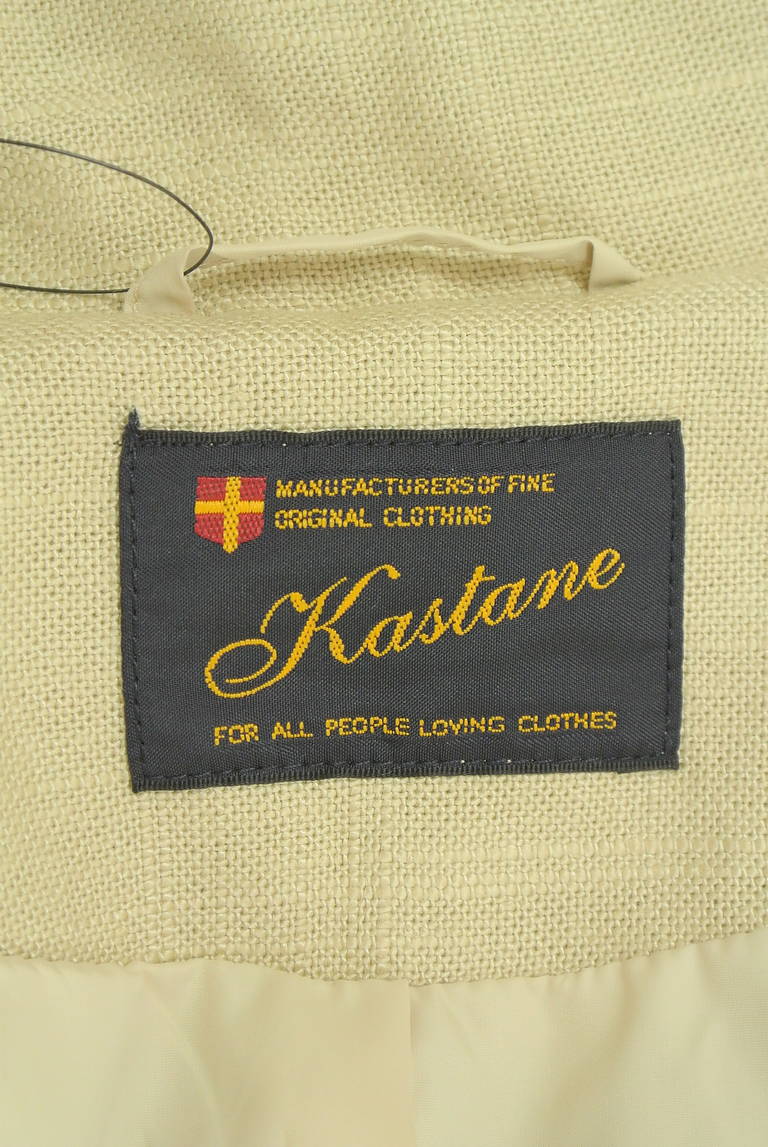 MANUFACTURERS OF FINE
ORIGINAL CLOTHING
Kastane
FOR ALL PEOPLE LOVING CLOTHES